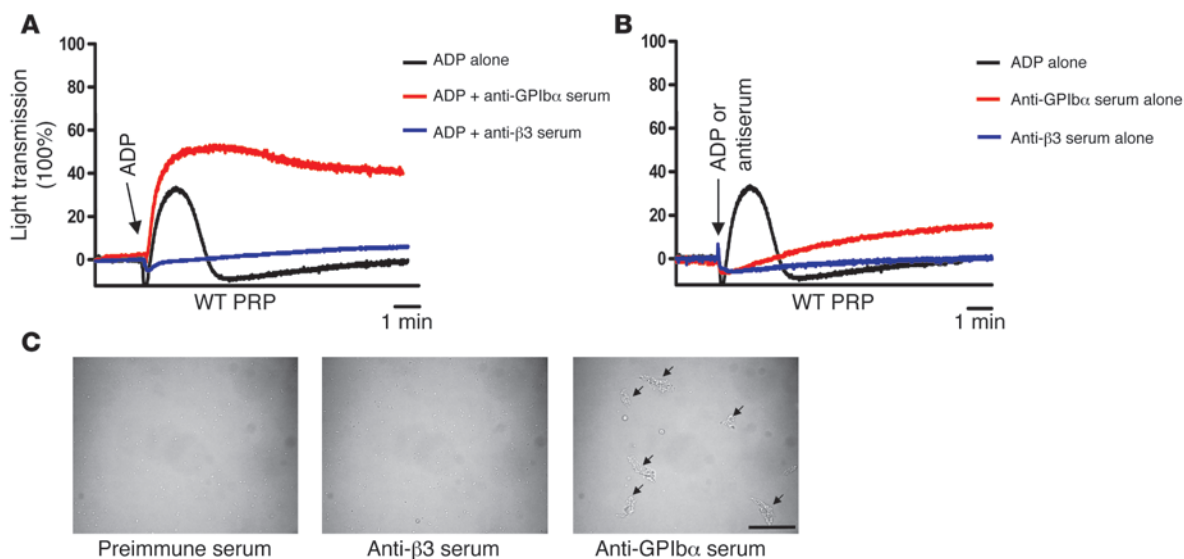 A
100
80
60
40
20
0
Light transmission
(100%)
ADP
ADP alone
ADP + anti-GPIbα serum
ADP + anti-β3 serum
WT PRP
1 min
B
100
80
60
40
20
0
ADP or
antiserum
ADP alone
Anti-GPIbα serum alone
Anti-β3 serum alone
WT PRP
1 min
C
Preimmune serum
Anti-β3 serum
Anti-GPIbα serum